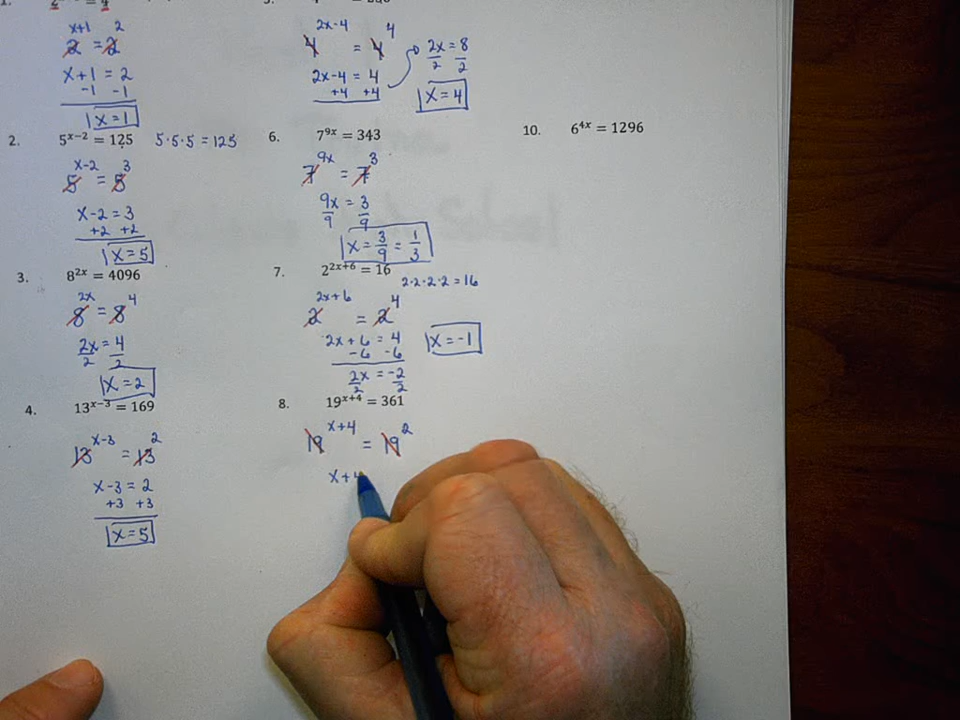 x+1 2
2 = 2
x+1 = 2
-1 -1
x = 1
2. 5^(x-2) = 125 5·5·5 = 125
x-2 3
5 = 5
x-2 = 3
+2 +2
x = 5
3. 8^(2x) = 4096
2x 4
8 = 8
2x = 4
2 2
x = 2
4. 13^(x-3) = 169
x-3 2
13 = 13
x-3 = 2
+3 +3
x = 5
2x-4 4
4 = 4
2x-4 = 4
+4 +4
2x = 8
2 2
x = 4
6. 7^(9x) = 343
9x 3
7 = 7
9x = 3
9 9
x = 3/9 = 1/3
7. 2^(2x+6) = 16
2·2·2·2 = 16
2x+6 4
2 = 2
2x+6 = 4
-6 -6
2x = -2
2 2
x = -1
8. 19^(x+4) = 361
x+4 2
19 = 19
x+4
10. 6^(4x) = 1296